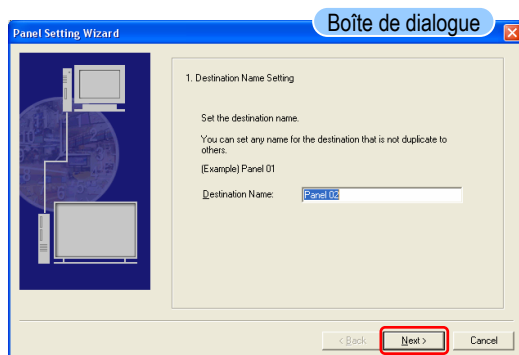 Boîte de dialogue
Panel Setting Wizard
1. Destination Name Setting
Set the destination name.
You can set any name for the destination that is not duplicate to
others.
(Example) Panel 01
Destination Name: Panel 02
< Back Next > Cancel